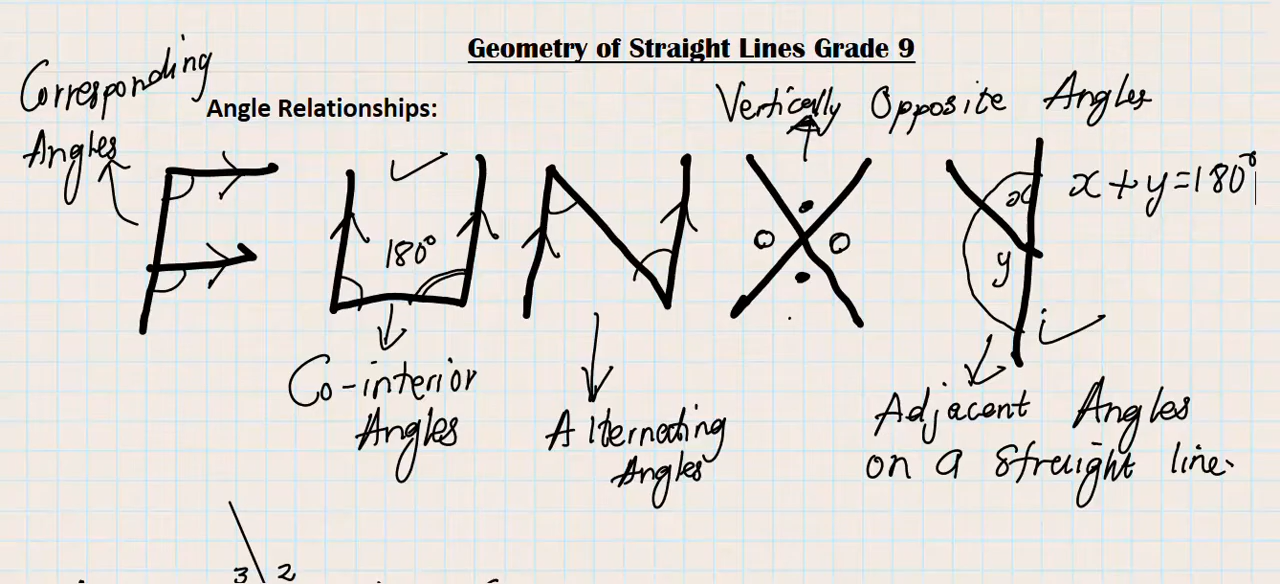 Geometry of Straight Lines Grade 9
Corresponding
Angles
Angle Relationships:
Vertically Opposite Angles
x
x + y = 180°
180°
y
Co-interior
Angles
Alternating
Angles
Adjacent Angles
on a straight line
3 2